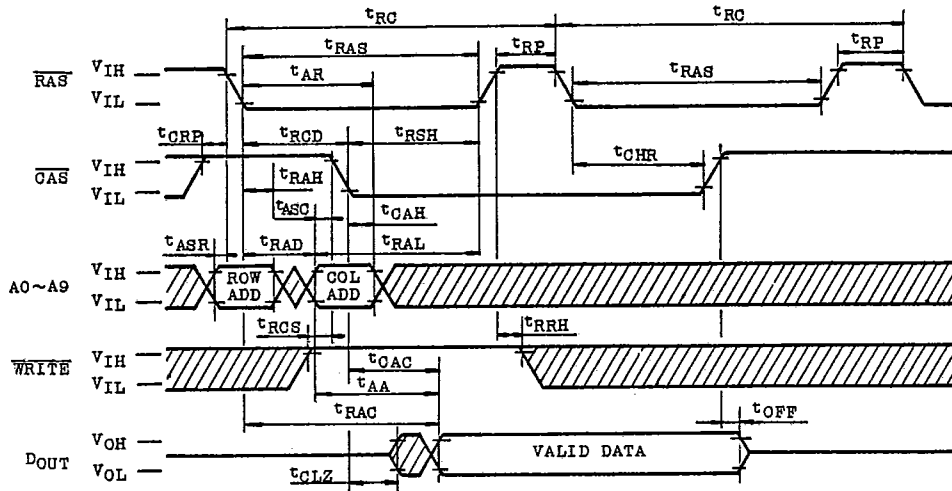 tRC tRC
tRAS tRP tRP
tAR tRAS
RAS VIH
VIL
tCRP tRCD tRSH
tCHR
CAS VIH
VIL
tRAH
tASC tCAH
tASR tRAD tRAL
A0~A9 VIH
VIL
ROW ADD
COL ADD
tRCS tRRH
WRITE VIH
VIL
tCAC
tAA
tRAC tOFF
DOUT VOH
VOL
VALID DATA
tCLZ